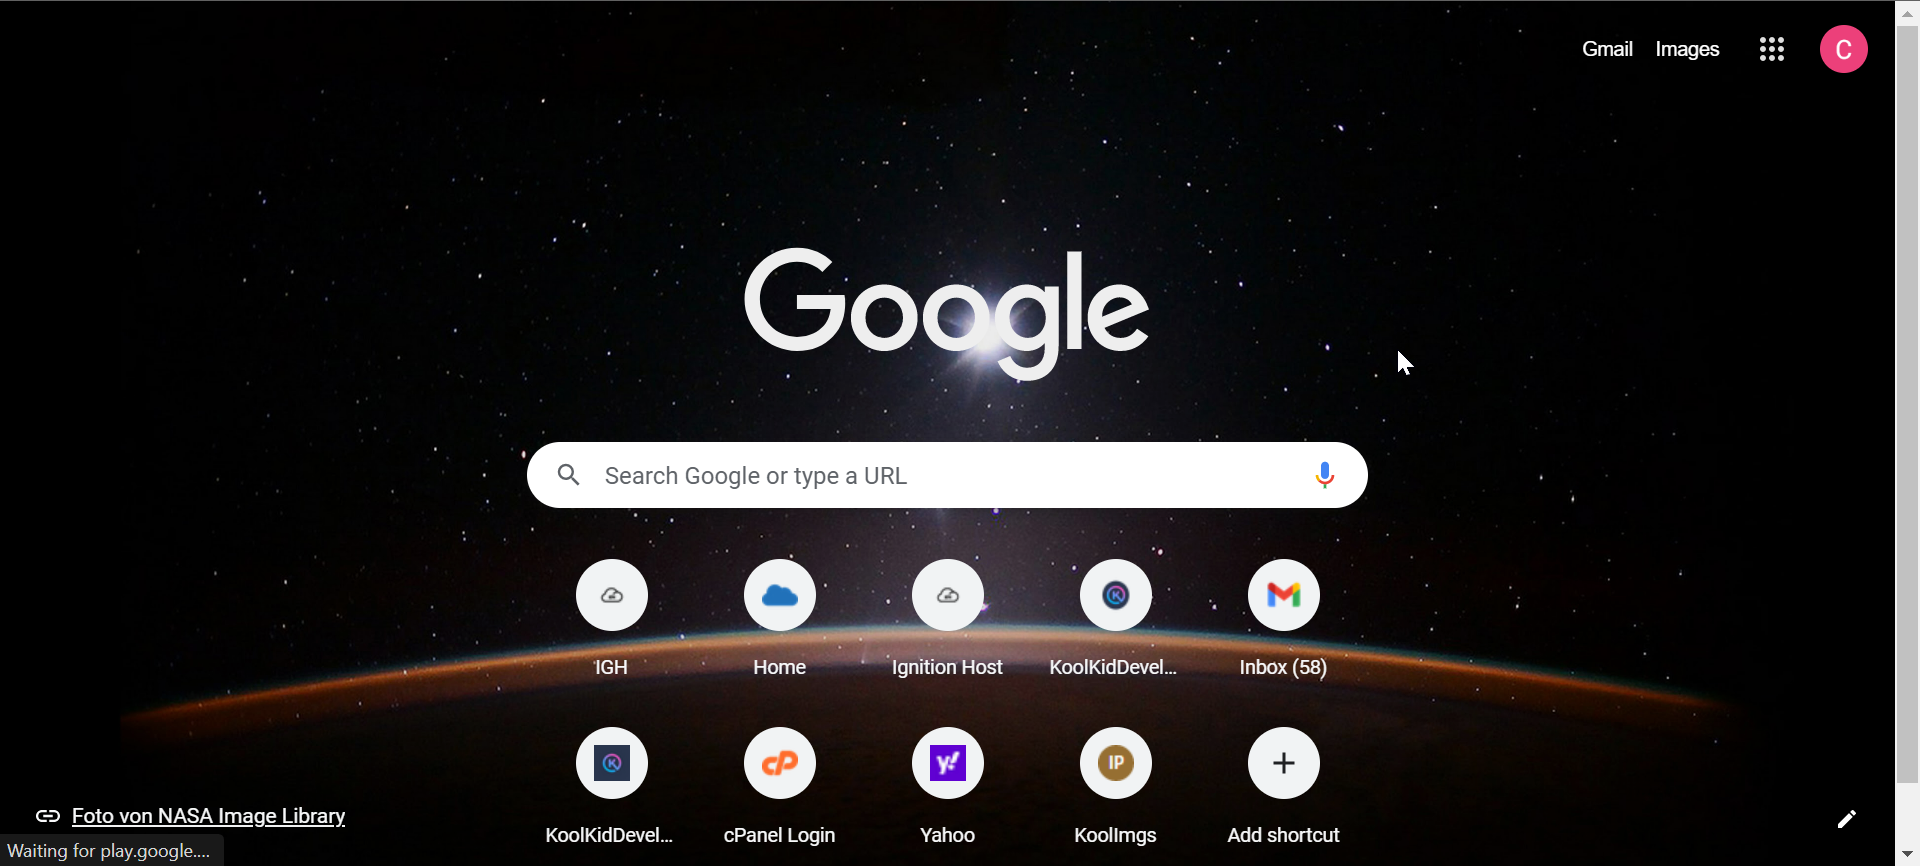 Gmail Images
C
Google
Search Google or type a URL
IGH
Home
Ignition Host
KoolKidDevel...
Inbox (58)
IP
KoolKidDevel...
cPanel Login
Yahoo
KoolImgs
Add shortcut
Foto von NASA Image Library
Waiting for play.google....